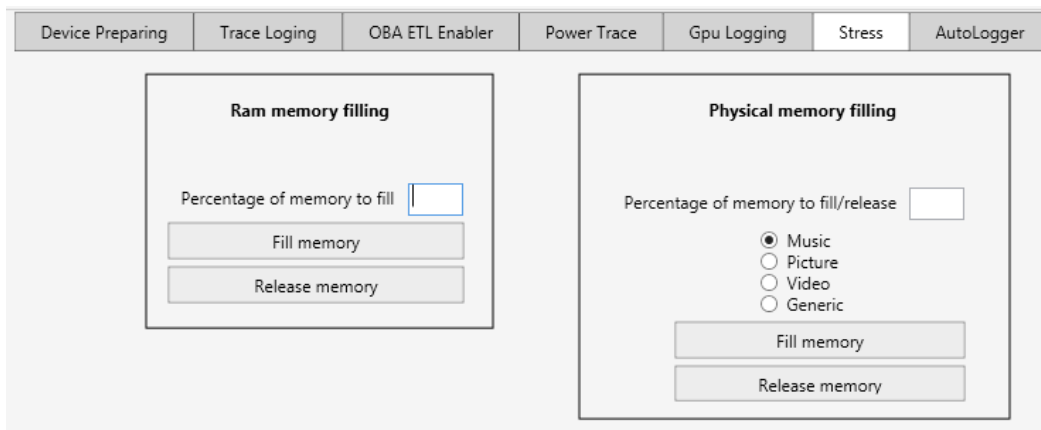 Device Preparing Trace Loging OBA ETL Enabler Power Trace Gpu Logging Stress AutoLogger
Ram memory filling
Percentage of memory to fill
Fill memory
Release memory
Physical memory filling
Percentage of memory to fill/release
Music
Picture
Video
Generic
Fill memory
Release memory